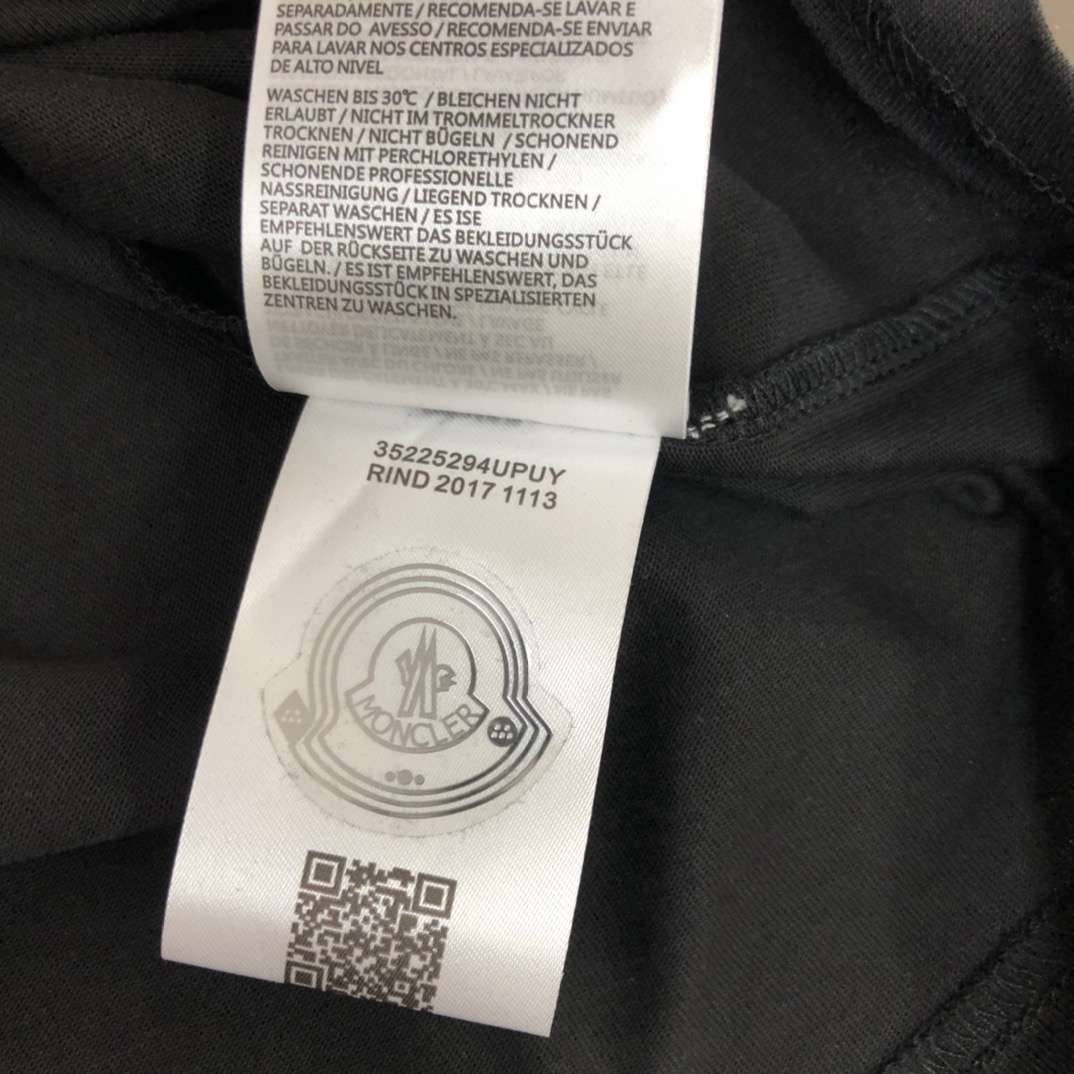 SEPARADAMENTE / RECOMENDA-SE LAVAR E
PASSAR DO AVESSO / RECOMENDA-SE ENVIAR
PARA LAVAR NOS CENTROS ESPECIALIZADOS
DE ALTO NIVEL
WASCHEN BIS 30℃ / BLEICHEN NICHT
ERLAUBT / NICHT IM TROMMELTROCKNER
TROCKNEN / NICHT BÜGELN / SCHONEND
REINIGEN MIT PERCHLORETHYLEN /
SCHONENDE PROFESSIONELLE
NASSREINIGUNG / LIEGEND TROCKNEN /
SEPARAT WASCHEN / ES ISE
EMPFEHLENSWERT DAS BEKLEIDUNGSSTÜCK
AUF DER RÜCKSEITE ZU WASCHEN UND
BÜGELN. / ES IST EMPFEHLENSWERT, DAS
BEKLEIDUNGSSTÜCK IN SPEZIALISIERTEN
ZENTREN ZU WASCHEN.
35225294UPUY
RIND 2017 1113
MONCLER